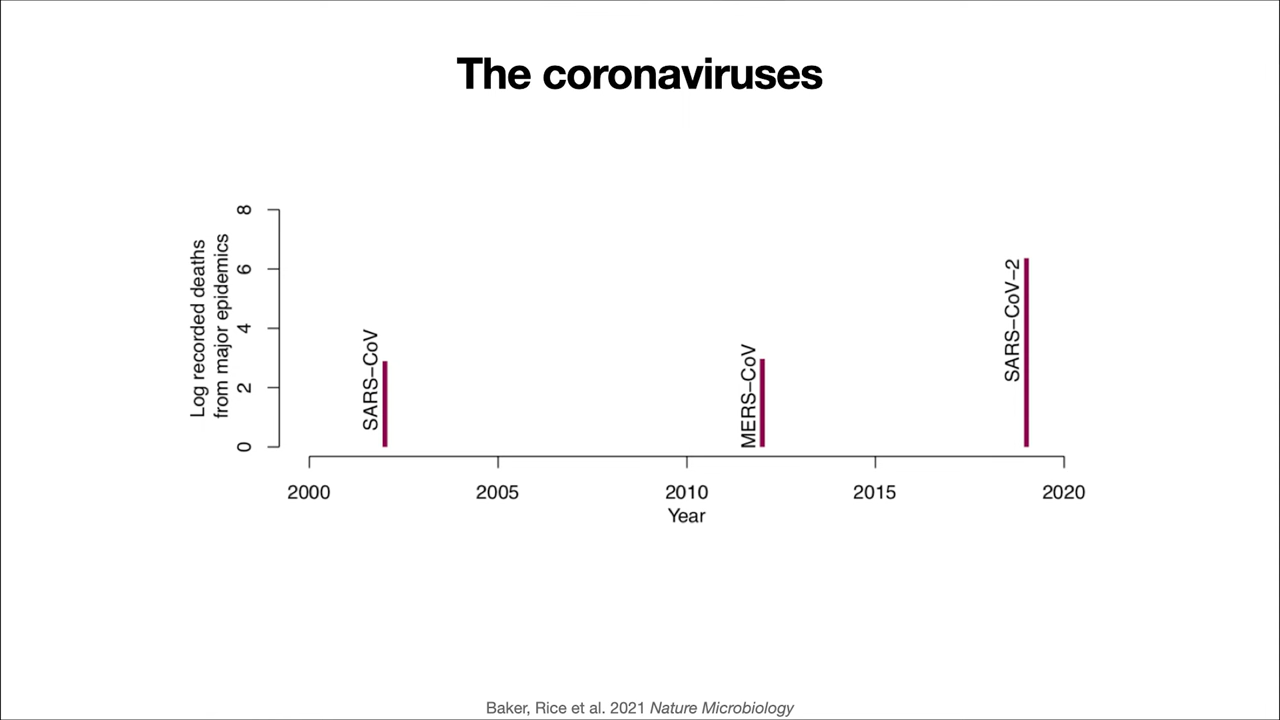 The coronaviruses
Log recorded deaths
from major epidemics
8
6
4
2
0
SARS–CoV
MERS–CoV
SARS–CoV–2
2000
2005
2010
2015
2020
Year
Baker, Rice et al. 2021 Nature Microbiology